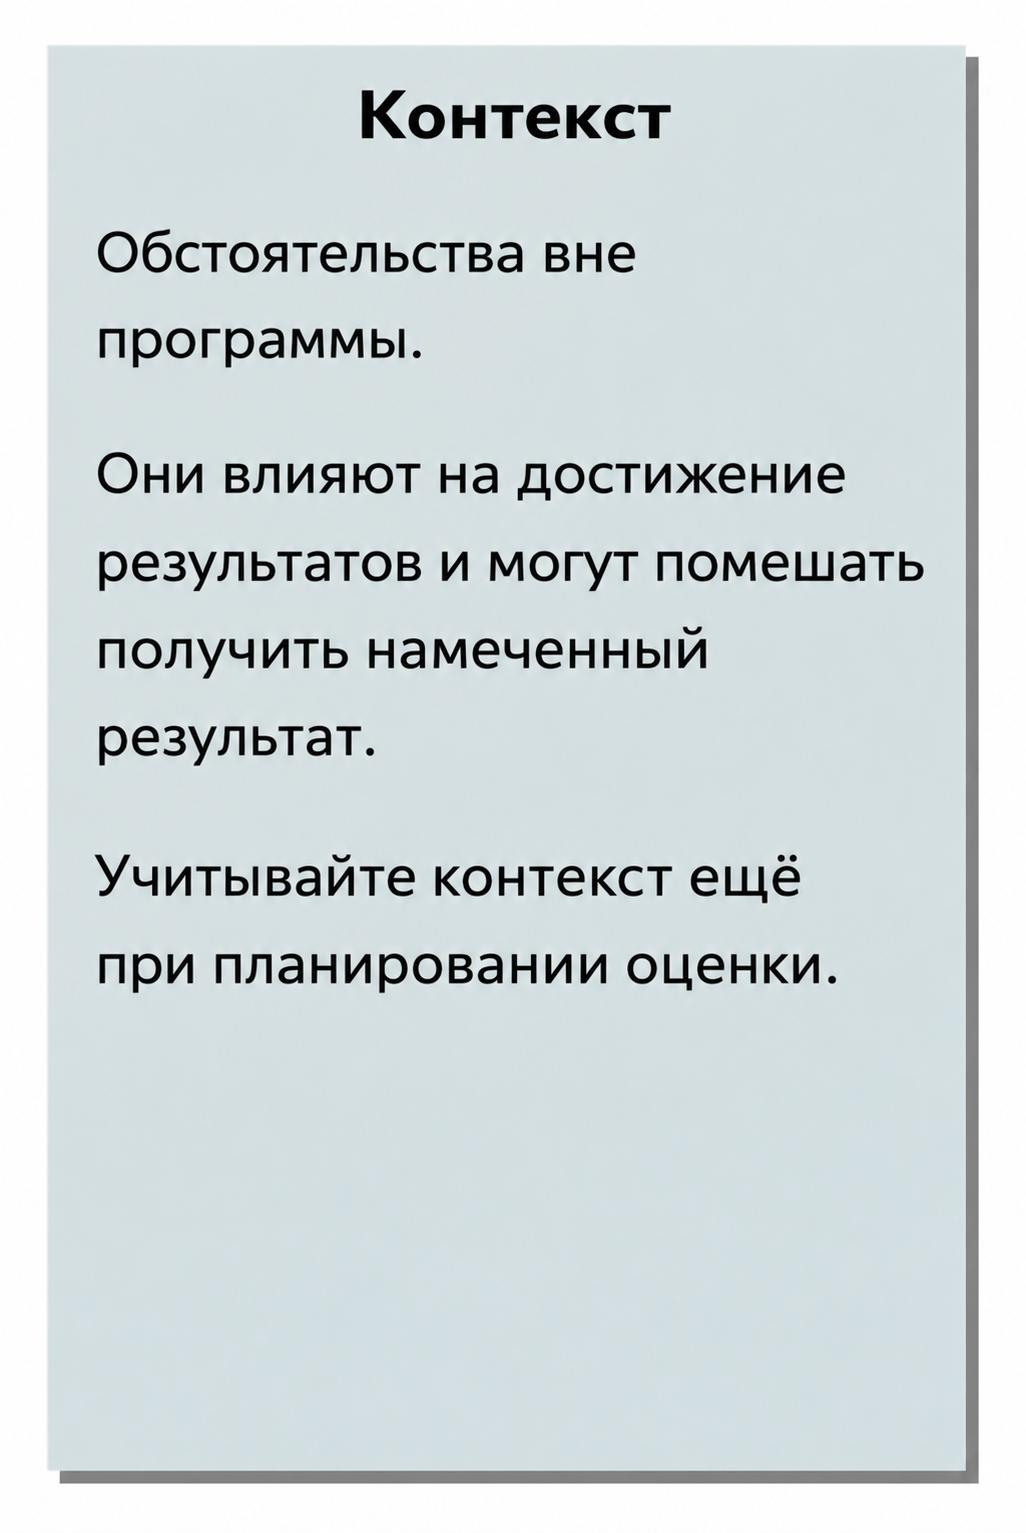 Контекст
Обстоятельства вне
программы.
Они влияют на достижение
результатов и могут помешать
получить намеченный
результат.
Учитывайте контекст ещё
при планировании оценки.